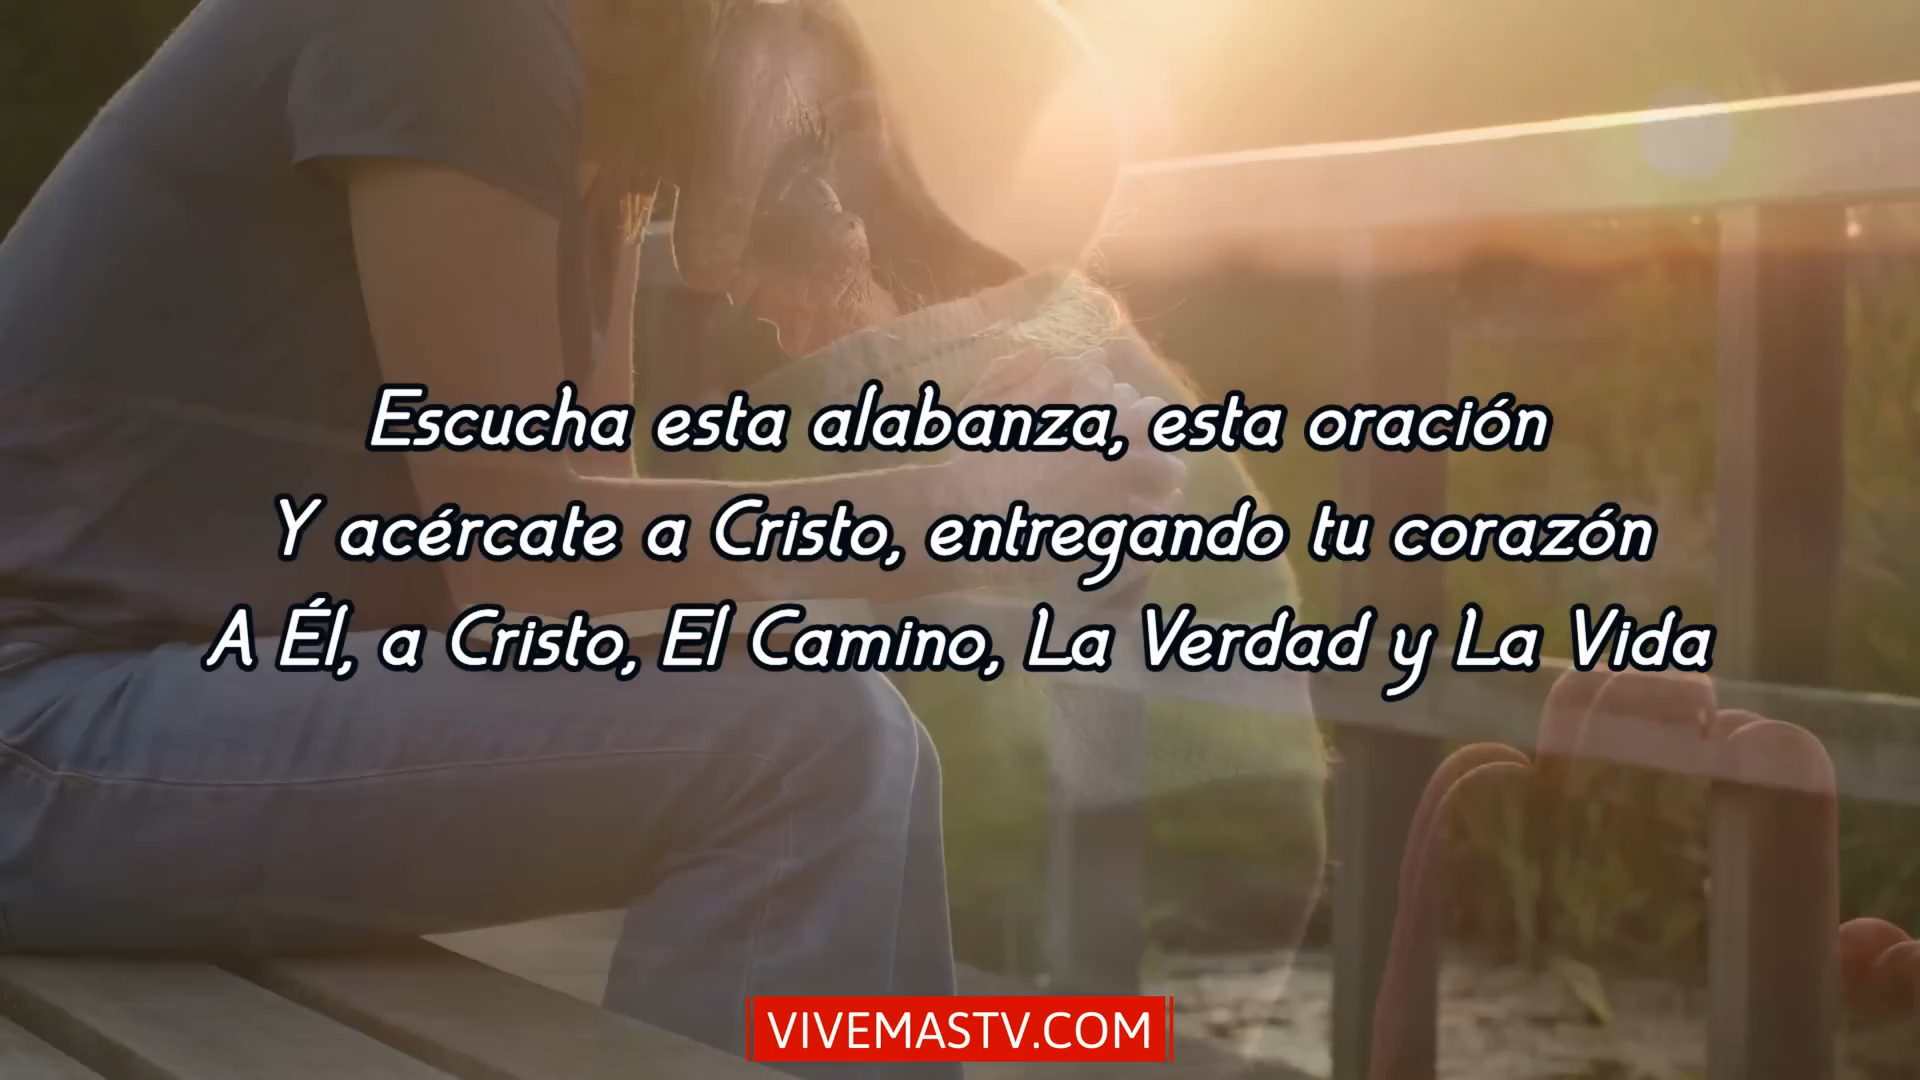 Escucha esta alabanza, esta oración
Y acércate a Cristo, entregando tu corazón
A Él, a Cristo, El Camino, La Verdad y La Vida
VIVEMASTV.COM